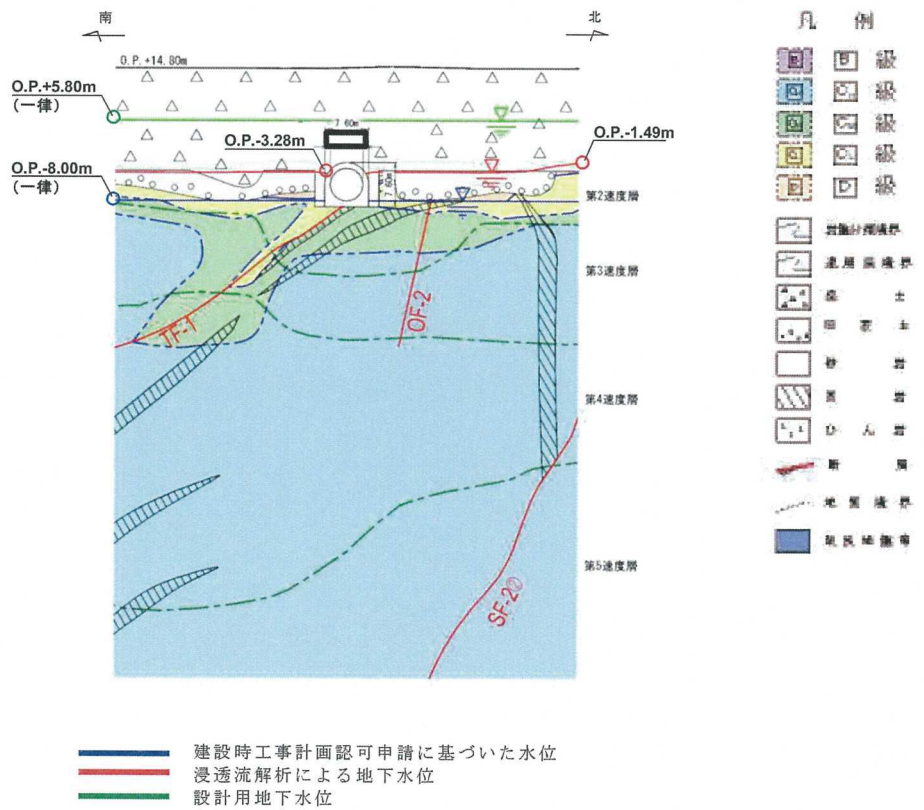 南
北
O.P.+14.80m
O.P.+5.80m
(一律)
7.60m
O.P.-3.28m
O.P.-1.49m
7.60m
O.P.-8.00m
(一律)
第2速度層
第3速度層
TF-1
OF-2
第4速度層
第5速度層
SF-2②
凡 例
B 級
級
級
級
D 級
岩級区分境界
速度層境界
盛 土
砂 岩
頁 岩
ひ ん 岩
断 層
地質境界
建設時工事計画認可申請に基づいた水位
浸透流解析による地下水位
設計用地下水位